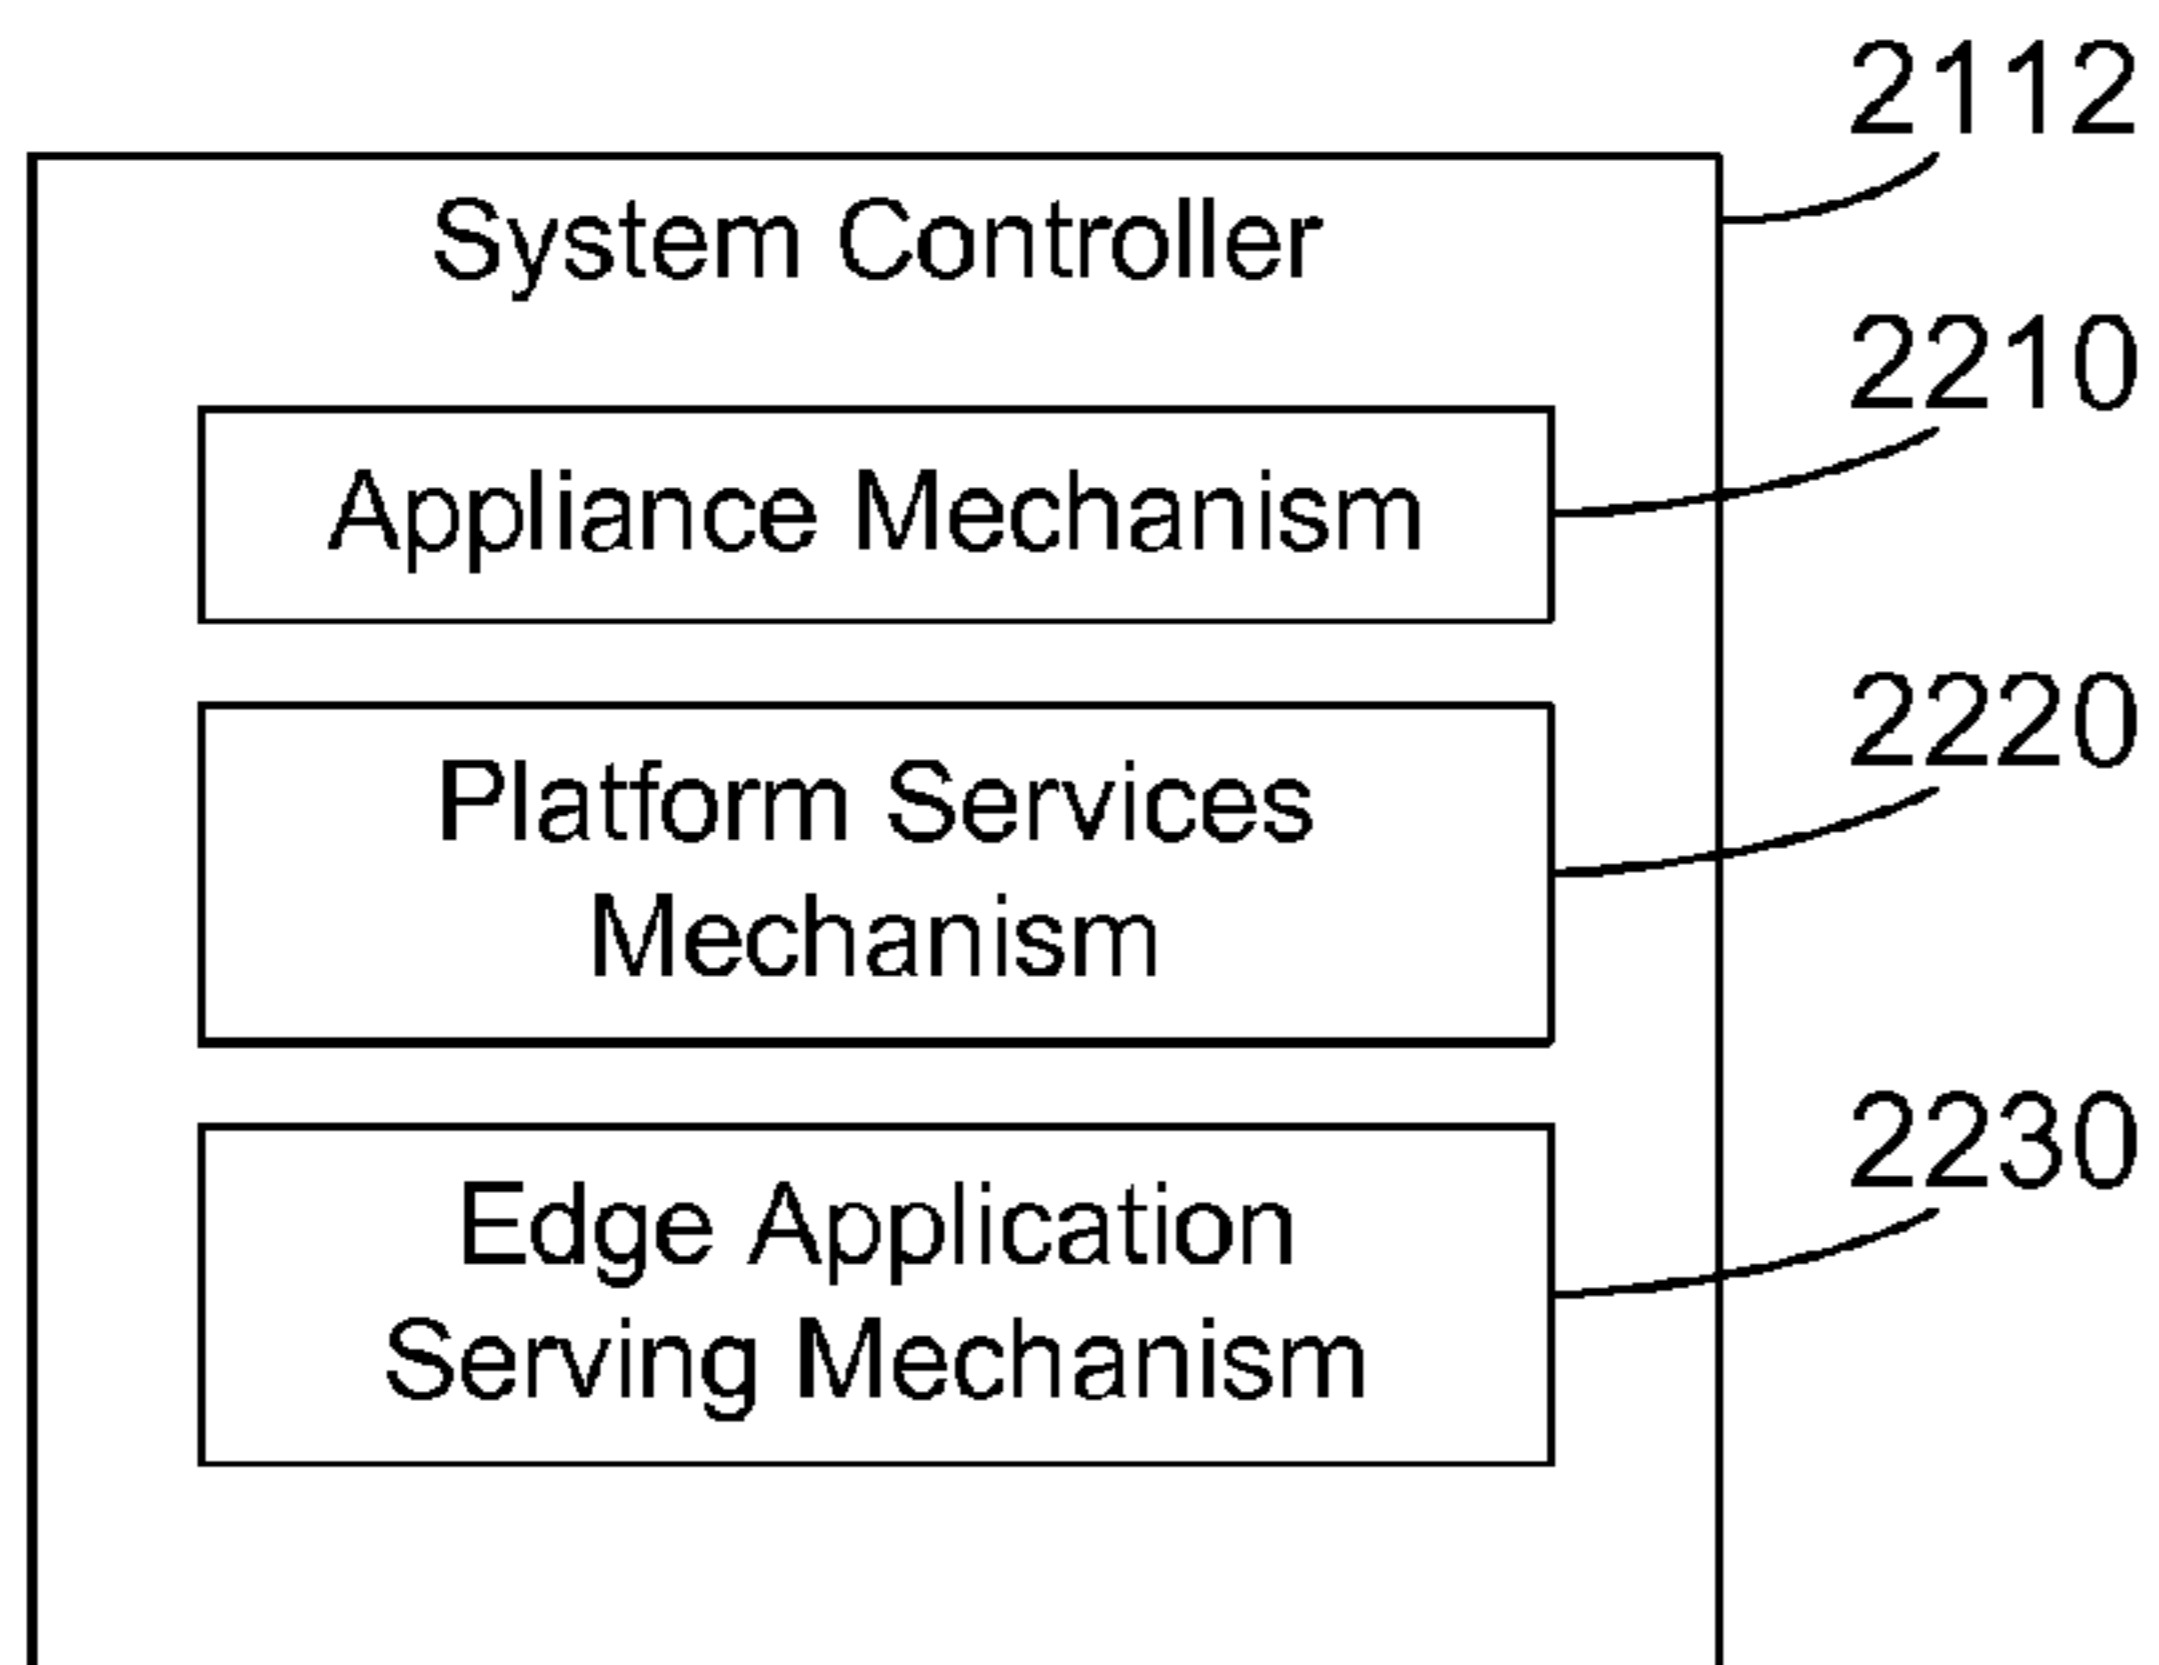 2112
System Controller
2210
Appliance Mechanism
2220
Platform Services
Mechanism
2230
Edge Application
Serving Mechanism